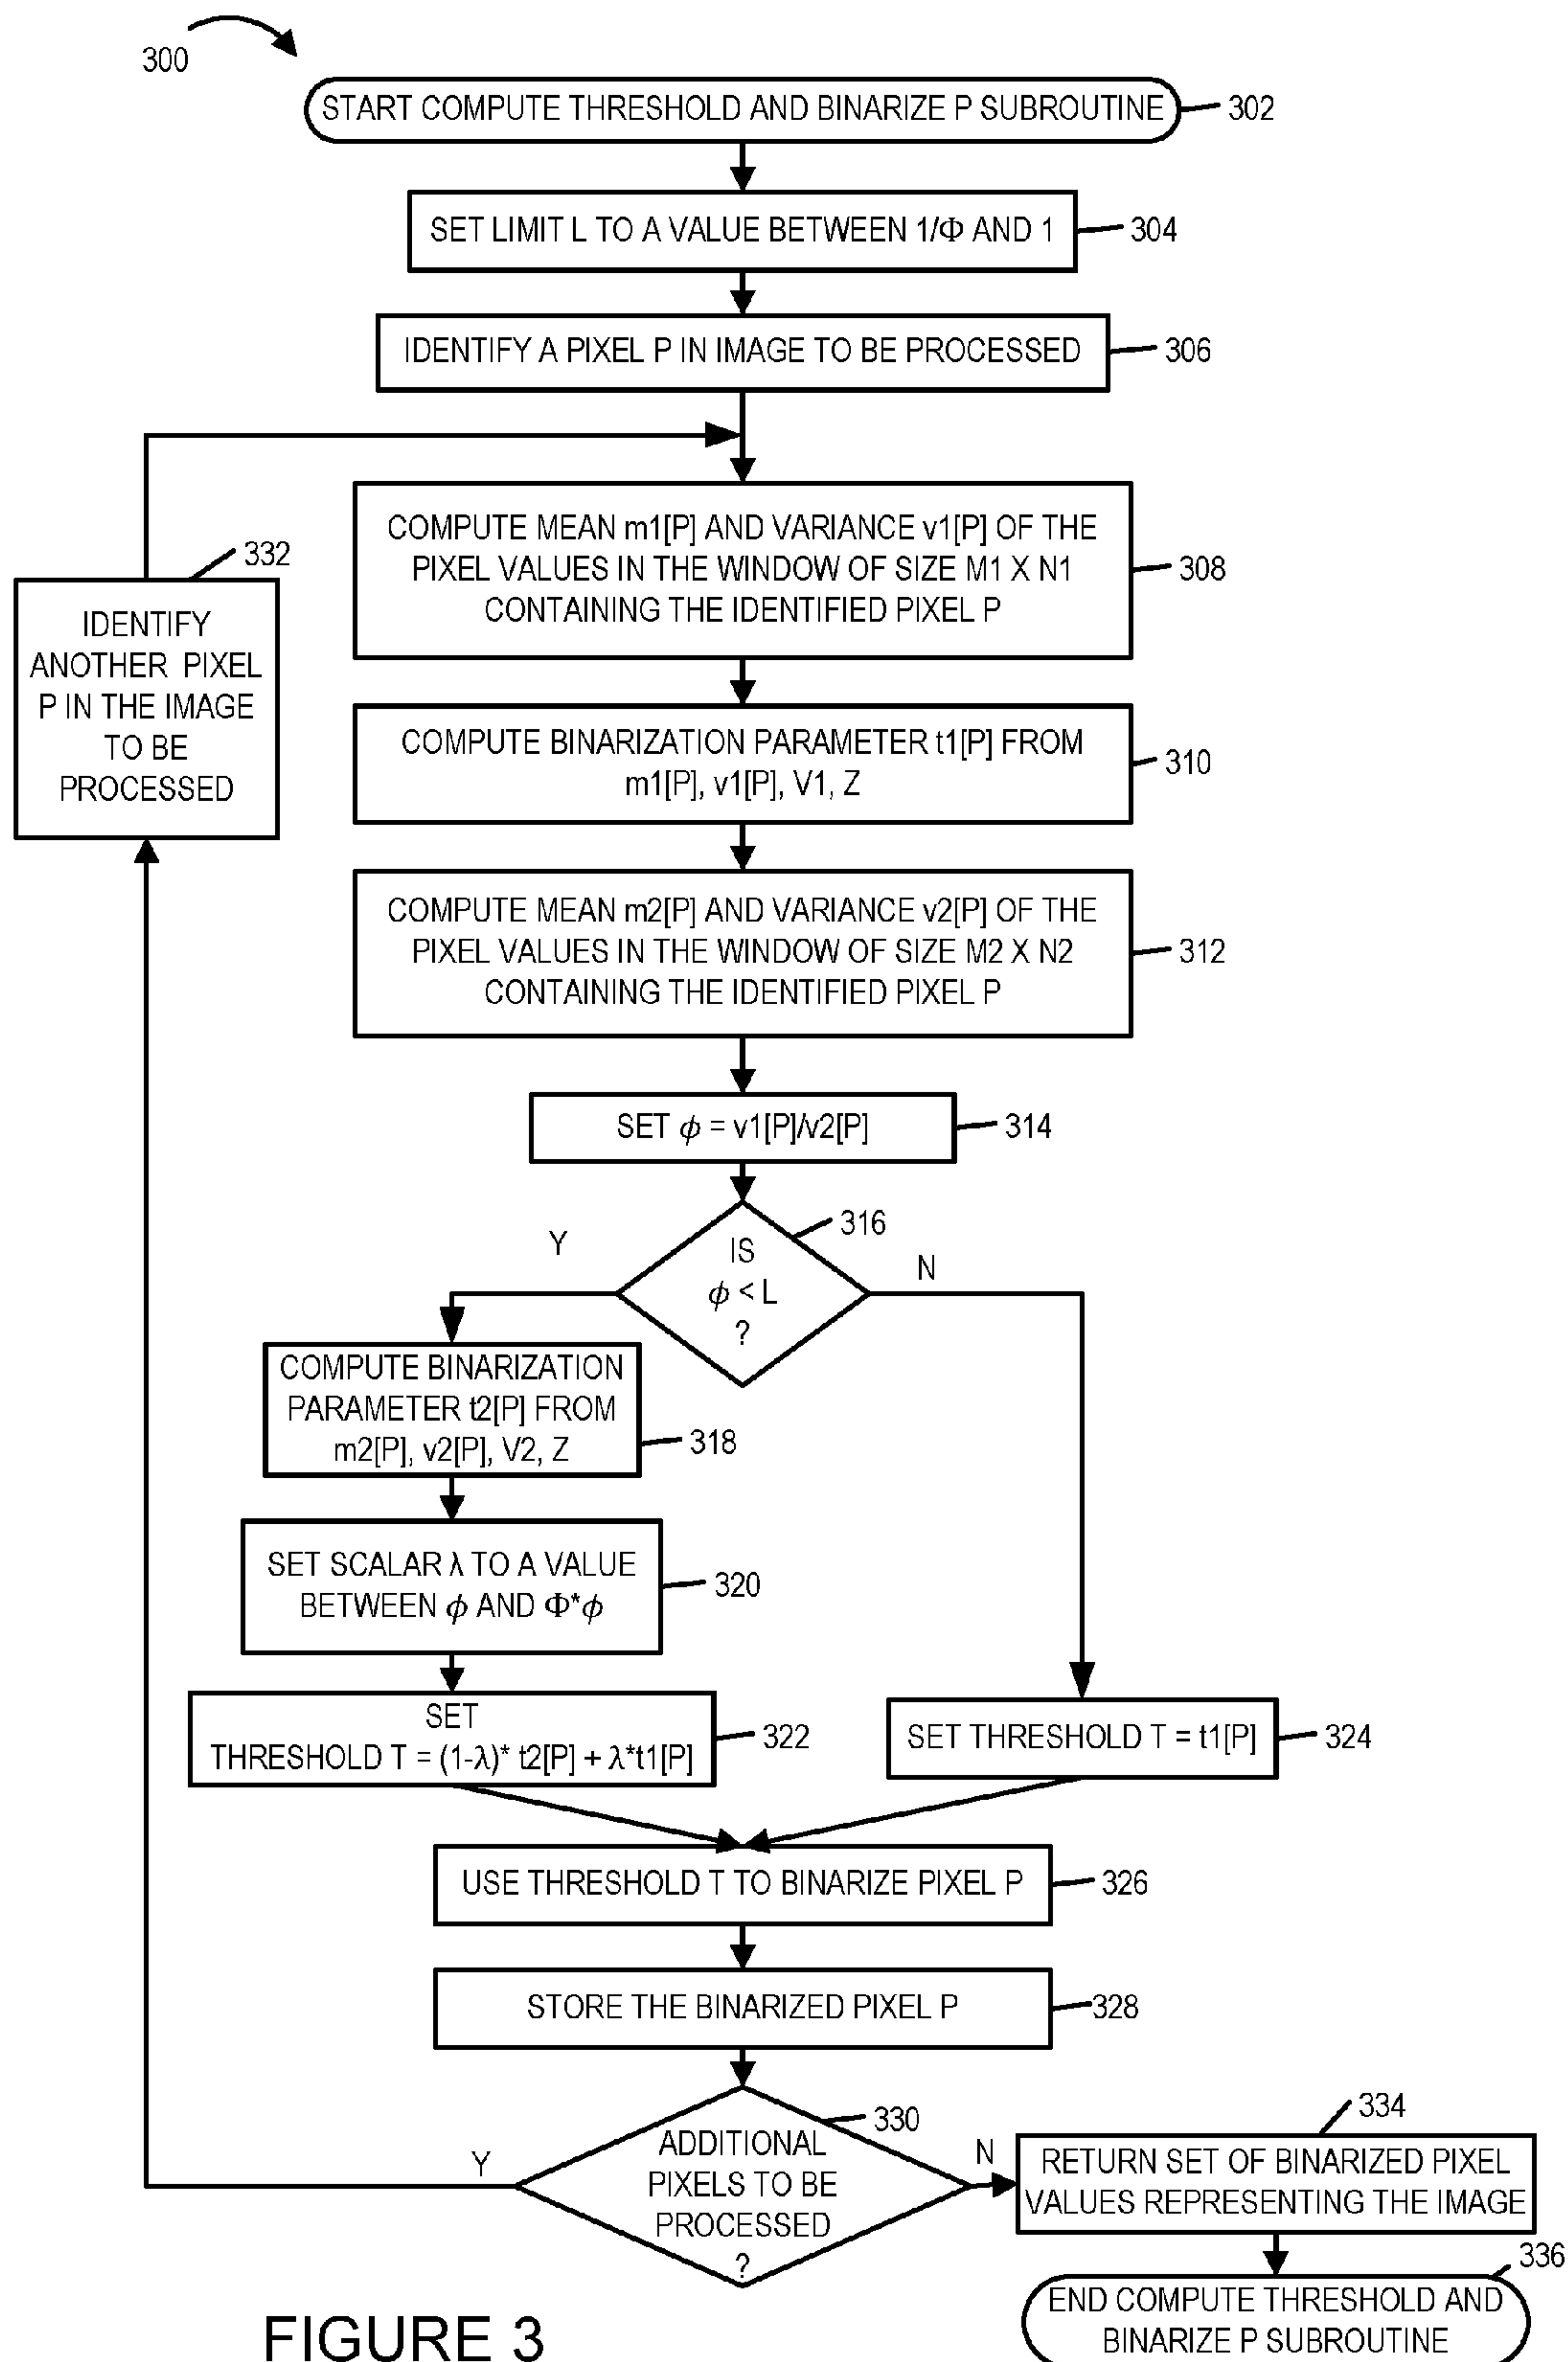 300
START COMPUTE THRESHOLD AND BINARIZE P SUBROUTINE
302
SET LIMIT L TO A VALUE BETWEEN 1/Φ AND 1
304
IDENTIFY A PIXEL P IN IMAGE TO BE PROCESSED
306
COMPUTE MEAN m1[P] AND VARIANCE v1[P] OF THE
PIXEL VALUES IN THE WINDOW OF SIZE M1 X N1
CONTAINING THE IDENTIFIED PIXEL P
308
332
IDENTIFY
ANOTHER PIXEL
P IN THE IMAGE
TO BE
PROCESSED
COMPUTE BINARIZATION PARAMETER t1[P] FROM
m1[P], v1[P], V1, Z
310
COMPUTE MEAN m2[P] AND VARIANCE v2[P] OF THE
PIXEL VALUES IN THE WINDOW OF SIZE M2 X N2
CONTAINING THE IDENTIFIED PIXEL P
312
SET ϕ = v1[P]/v2[P]
314
IS
ϕ < L
?
316
Y
N
COMPUTE BINARIZATION
PARAMETER t2[P] FROM
m2[P], v2[P], V2, Z
318
SET SCALAR λ TO A VALUE
BETWEEN ϕ AND Φ*ϕ
320
SET
THRESHOLD T = (1-λ)* t2[P] + λ*t1[P]
322
SET THRESHOLD T = t1[P]
324
USE THRESHOLD T TO BINARIZE PIXEL P
326
STORE THE BINARIZED PIXEL P
328
ADDITIONAL
PIXELS TO BE
PROCESSED
?
330
Y
N
334
RETURN SET OF BINARIZED PIXEL
VALUES REPRESENTING THE IMAGE
336
END COMPUTE THRESHOLD AND
BINARIZE P SUBROUTINE
FIGURE 3